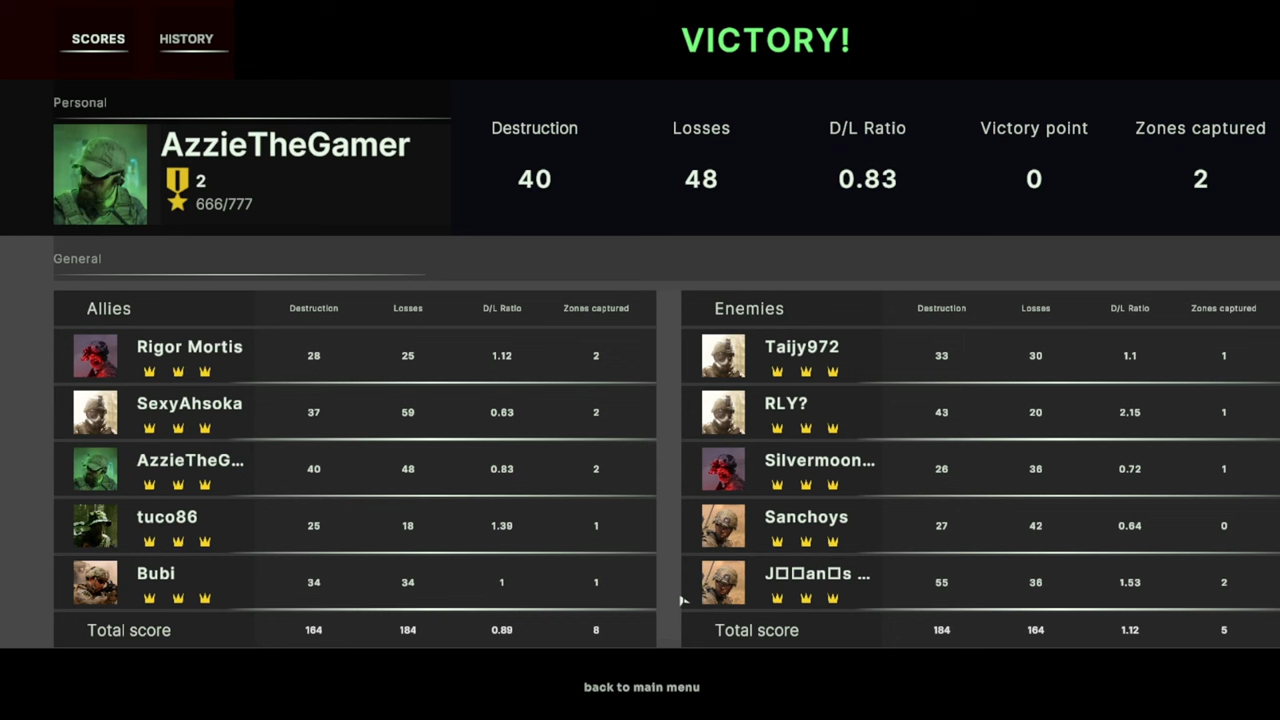 SCORES HISTORY VICTORY!
Personal
AzzieTheGamer
2
666/777
Destruction Losses D/L Ratio Victory point Zones captured
40 48 0.83 0 2
General
Allies Destruction Losses D/L Ratio Zones captured
Rigor Mortis 28 25 1.12 2
SexyAhsoka 37 59 0.63 2
AzzieTheG... 40 48 0.83 2
tuco86 25 18 1.39 1
Bubi 34 34 1 1
Total score 164 184 0.89 8
Enemies Destruction Losses D/L Ratio Zones captured
Taijy972 33 30 1.1 1
RLY? 43 20 2.15 1
Silvermoon... 26 36 0.72 1
Sanchoys 27 42 0.64 0
J□□an□s ... 55 36 1.53 2
Total score 184 164 1.12 5
back to main menu